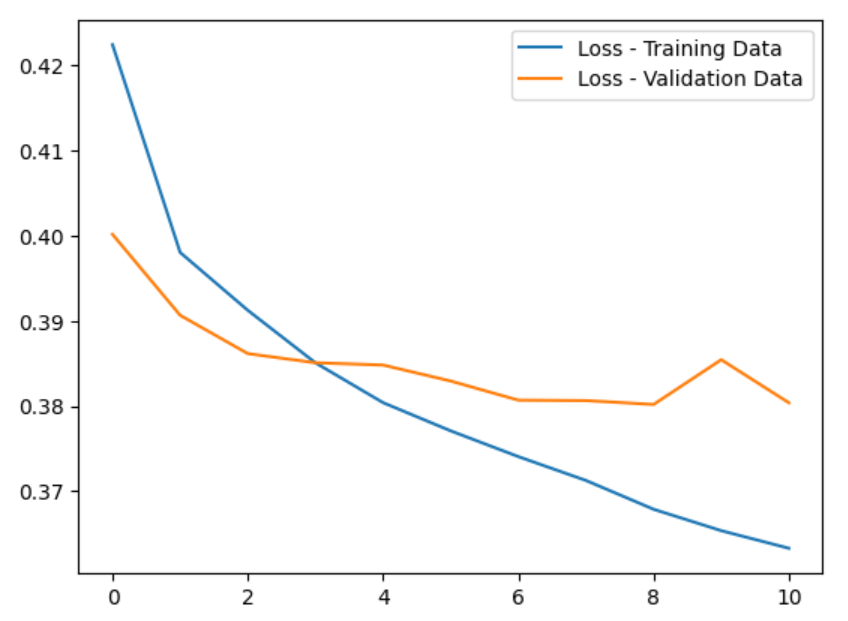 Loss - Training Data
Loss - Validation Data
0.42
0.41
0.40
0.39
0.38
0.37
0 2 4 6 8 10